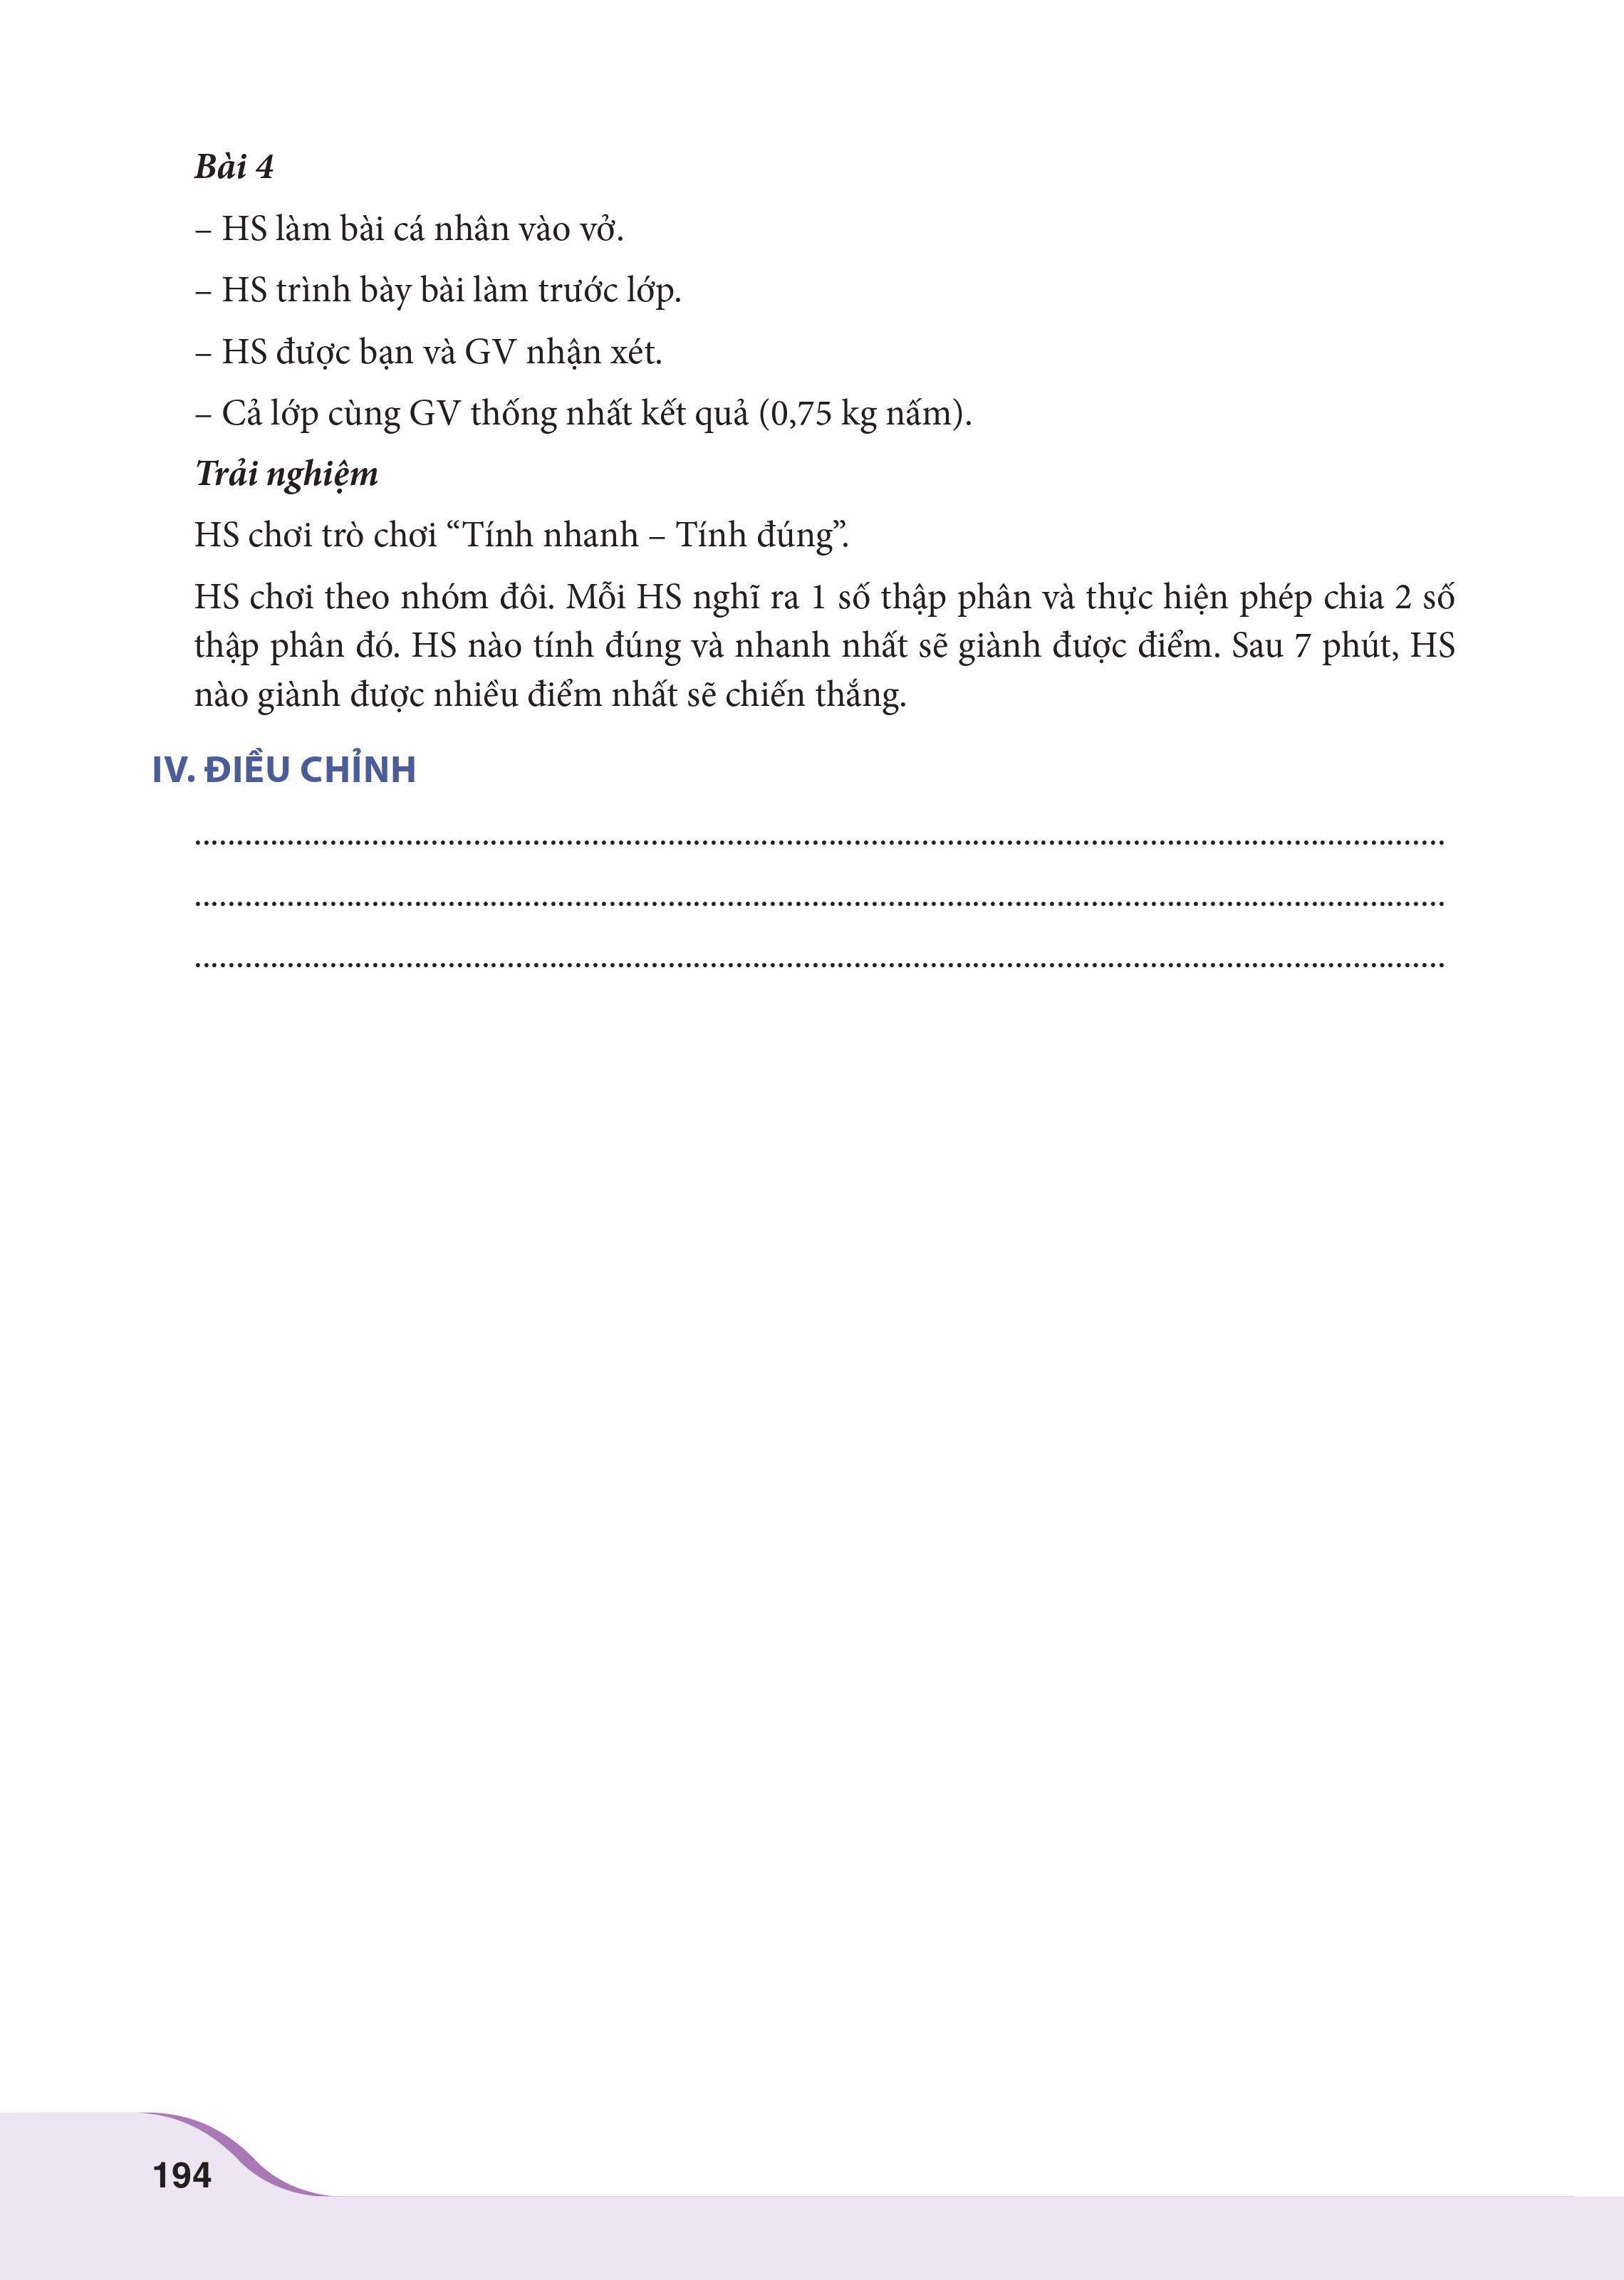 Bài 4
– HS làm bài cá nhân vào vở.
– HS trình bày bài làm trước lớp.
– HS được bạn và GV nhận xét.
– Cả lớp cùng GV thống nhất kết quả (0,75 kg nấm).
Trải nghiệm
HS chơi trò chơi “Tính nhanh – Tính đúng”.
HS chơi theo nhóm đôi. Mỗi HS nghĩ ra 1 số thập phân và thực hiện phép chia 2 số
thập phân đó. HS nào tính đúng và nhanh nhất sẽ giành được điểm. Sau 7 phút, HS
nào giành được nhiều điểm nhất sẽ chiến thắng.
IV. ĐIỀU CHỈNH
....................................................................................................................................................
....................................................................................................................................................
....................................................................................................................................................
194